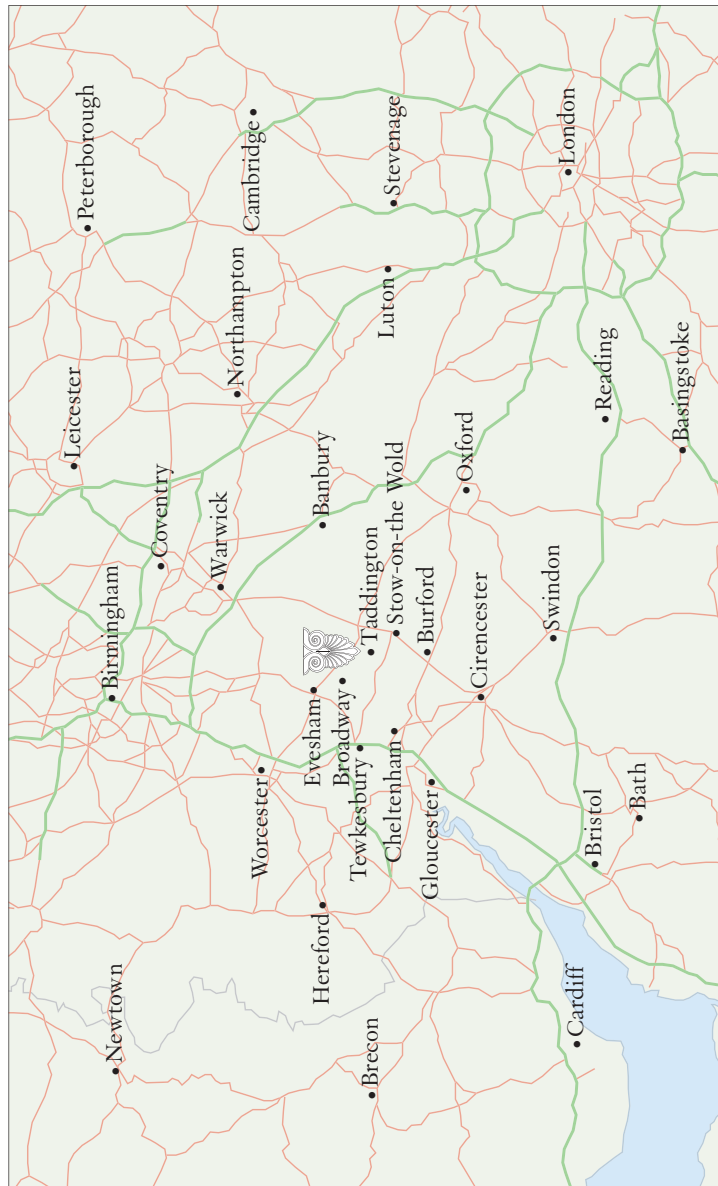 Peterborough
Leicester
Birmingham
Newtown
Coventry
Cambridge
Northampton
Warwick
Worcester
Banbury
Evesham
Hereford
Broadway
Tewkesbury
Taddington
Brecon
Stevenage
Luton
Stow-on-the Wold
Cheltenham
Burford
Gloucester
Oxford
Cirencester
Swindon
London
Cardiff
Bristol
Reading
Bath
Basingstoke